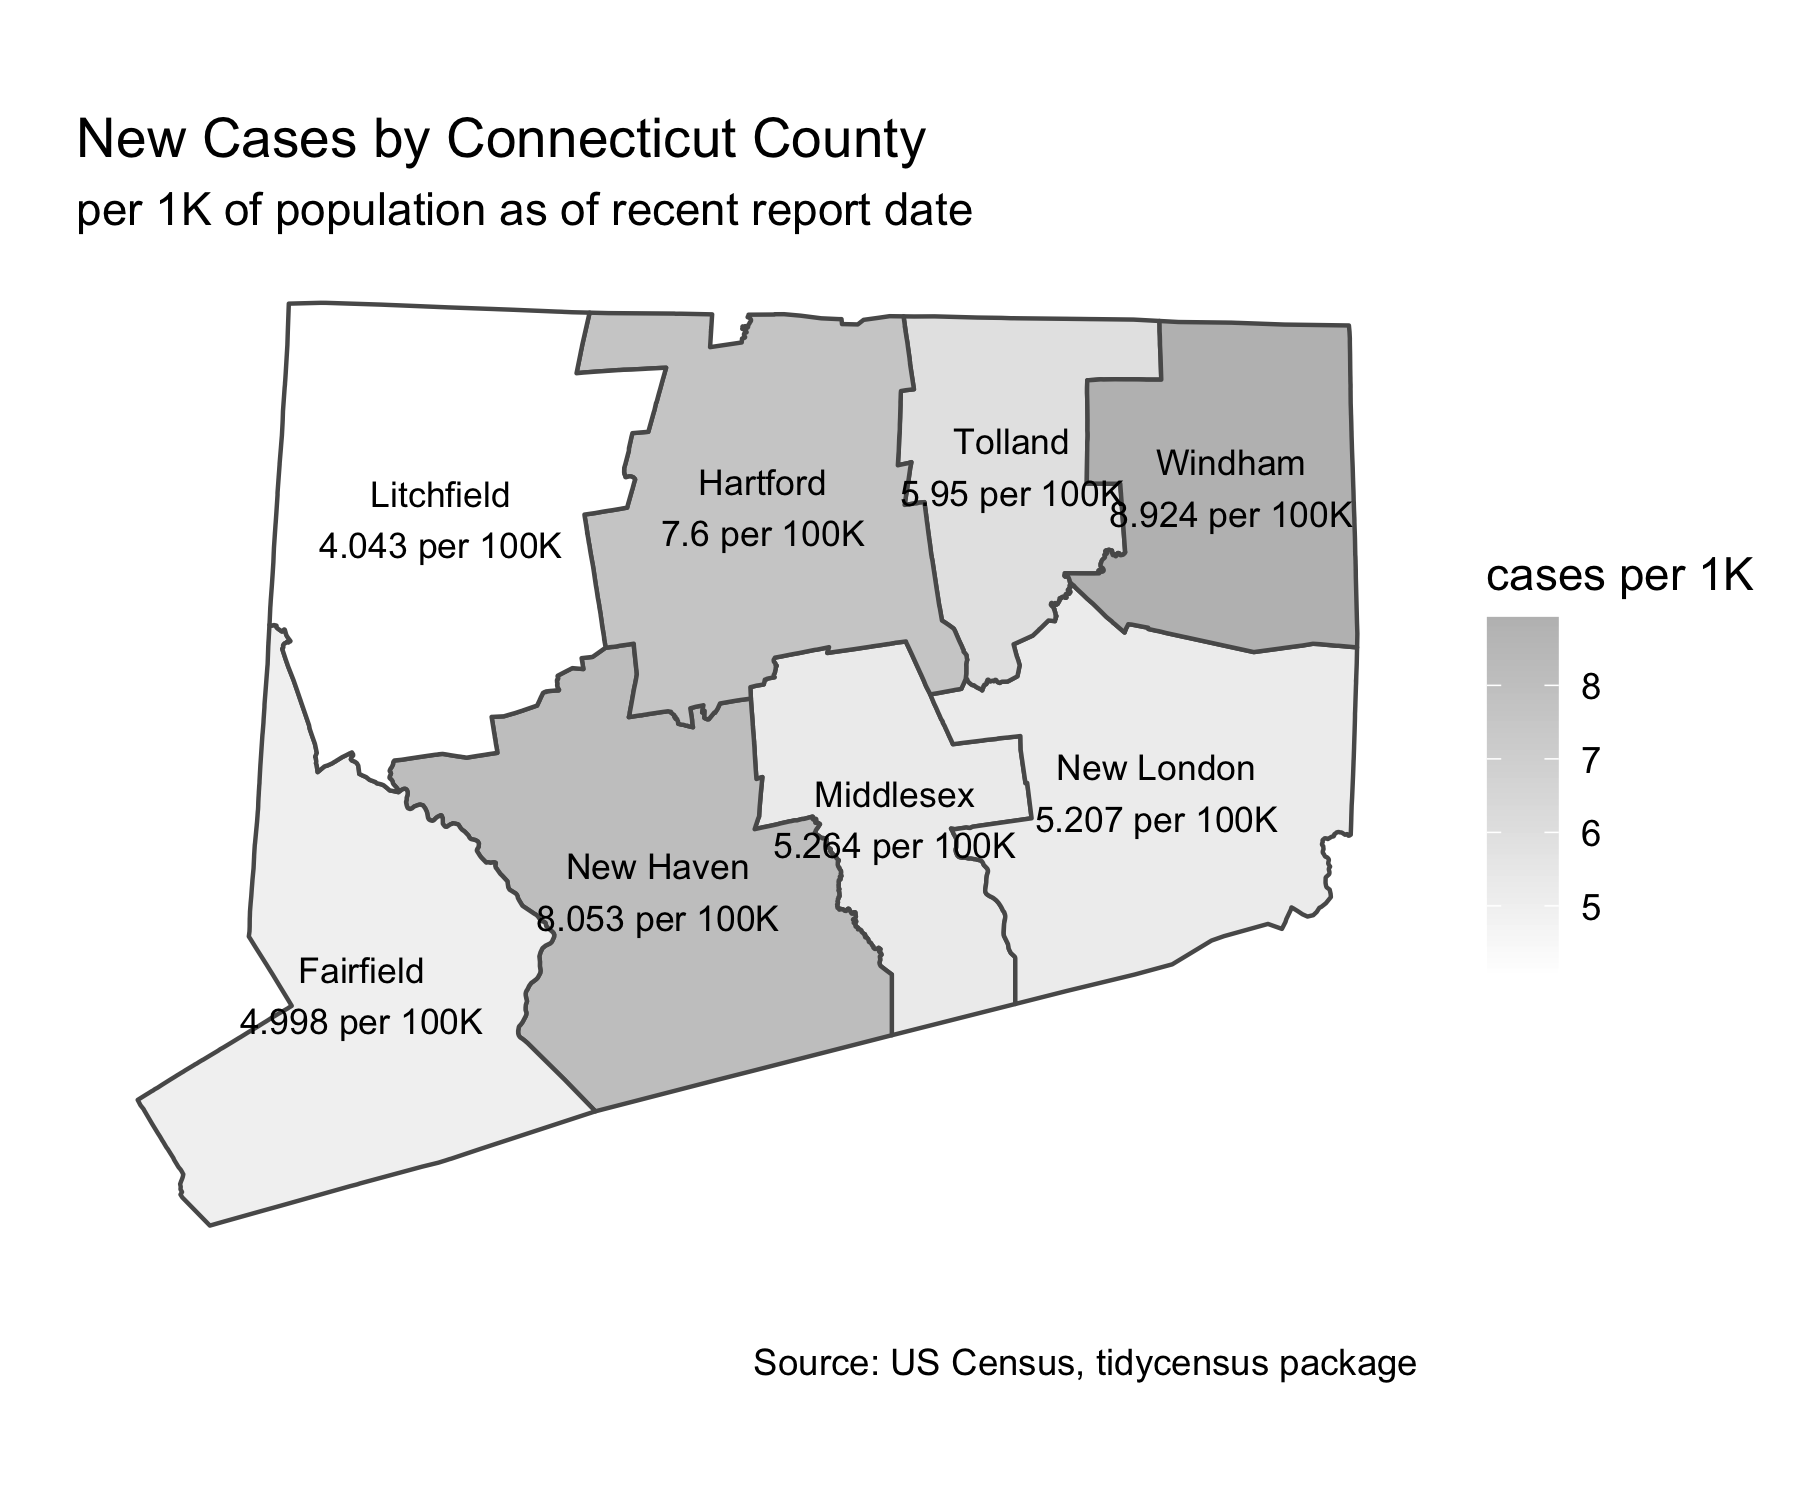 New Cases by Connecticut County
per 1K of population as of recent report date
Litchfield
4.043 per 100K
Hartford
7.6 per 100K
Tolland
5.95 per 100K
Windham
8.924 per 100K
New London
5.207 per 100K
Middlesex
5.264 per 100K
New Haven
8.053 per 100K
Fairfield
4.998 per 100K
cases per 1K
8
7
6
5
Source: US Census, tidycensus package